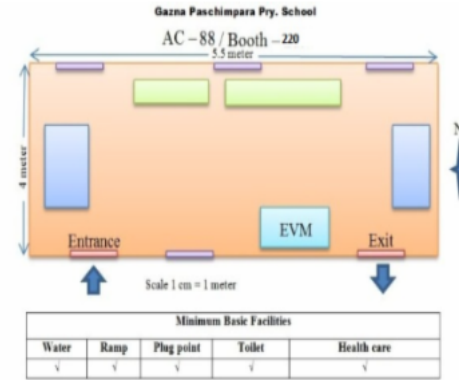 Gazna Paschimpara Pry. School
AC – 88 / Booth – 220
5.5 meter
N
4 meter
EVM
Entrance
Exit
Scale 1 cm = 1 meter
Minimum Basic Facilities
Water Ramp Plug point Toilet Health care
√ √ √ √ √